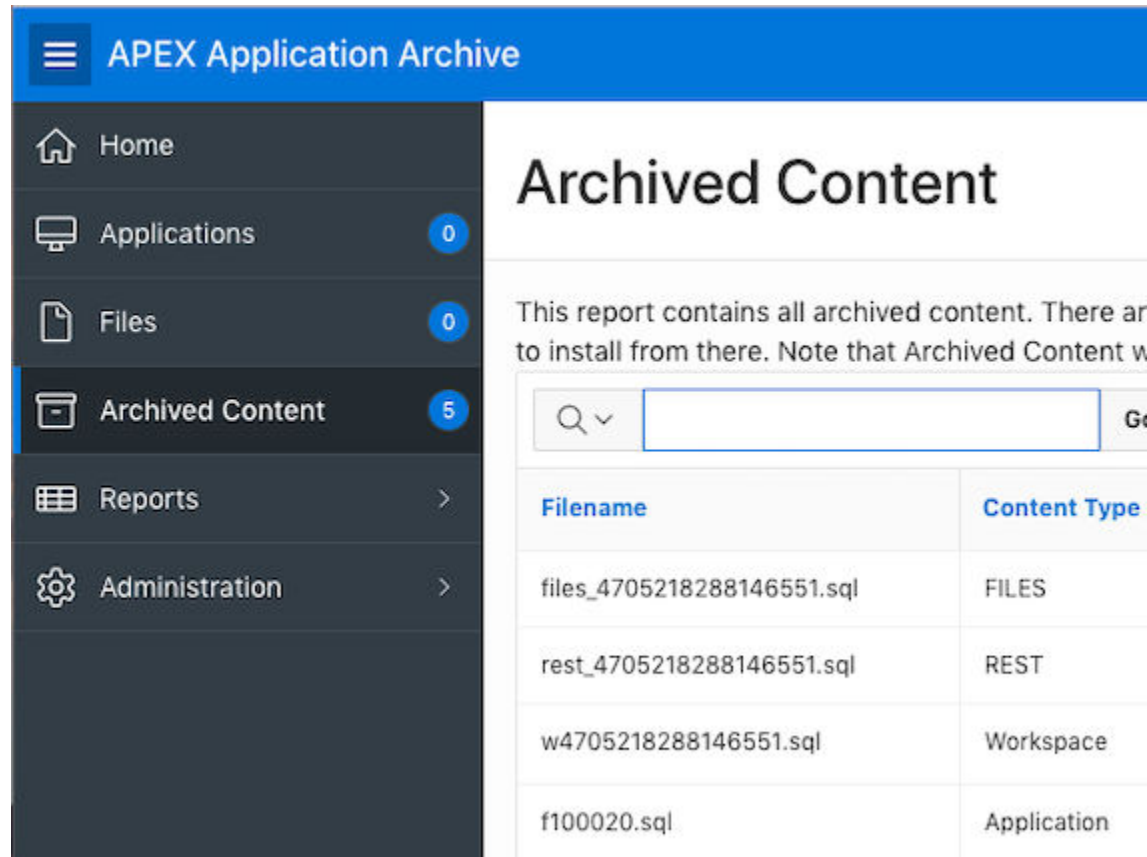 APEX Application Archive
Home
Applications 0
Files 0
Archived Content 5
Reports
Administration
Archived Content
This report contains all archived content. There
to install from there. Note that Archived Content
Filename Content Type
files_4705218288146551.sql FILES
rest_4705218288146551.sql REST
w4705218288146551.sql Workspace
f100020.sql Application